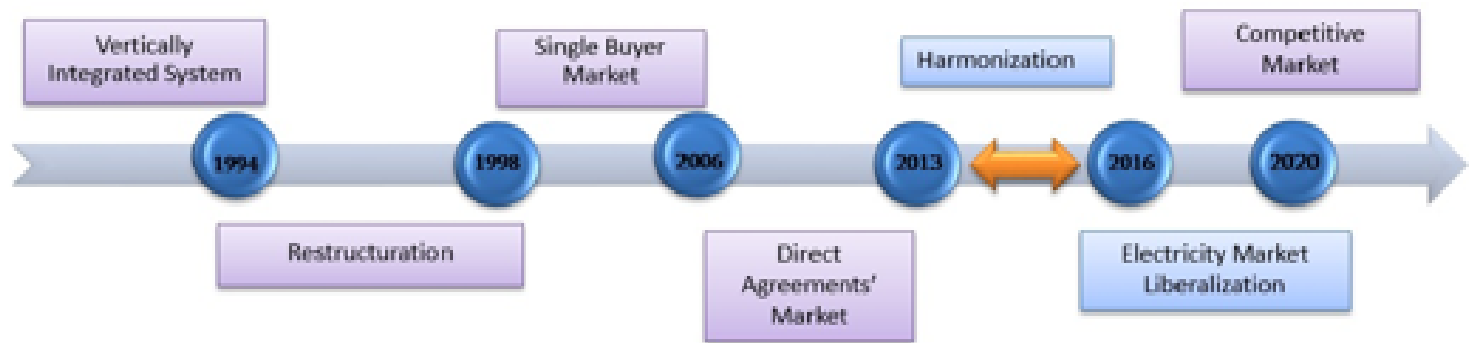 Vertically
Integrated System
Single Buyer
Market
Harmonization
Competitive
Market
1994
1998
2006
2013
2016
2020
Restructuration
Direct
Agreements'
Market
Electricity Market
Liberalization